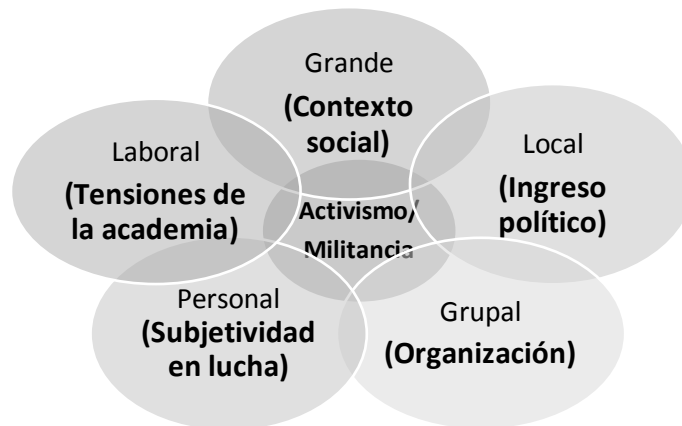 Grande
(Contexto
social)
Laboral
(Tensiones de
la academia)
Local
(Ingreso
político)
Activismo/
Militancia
Personal
(Subjetividad
en lucha)
Grupal
(Organización)